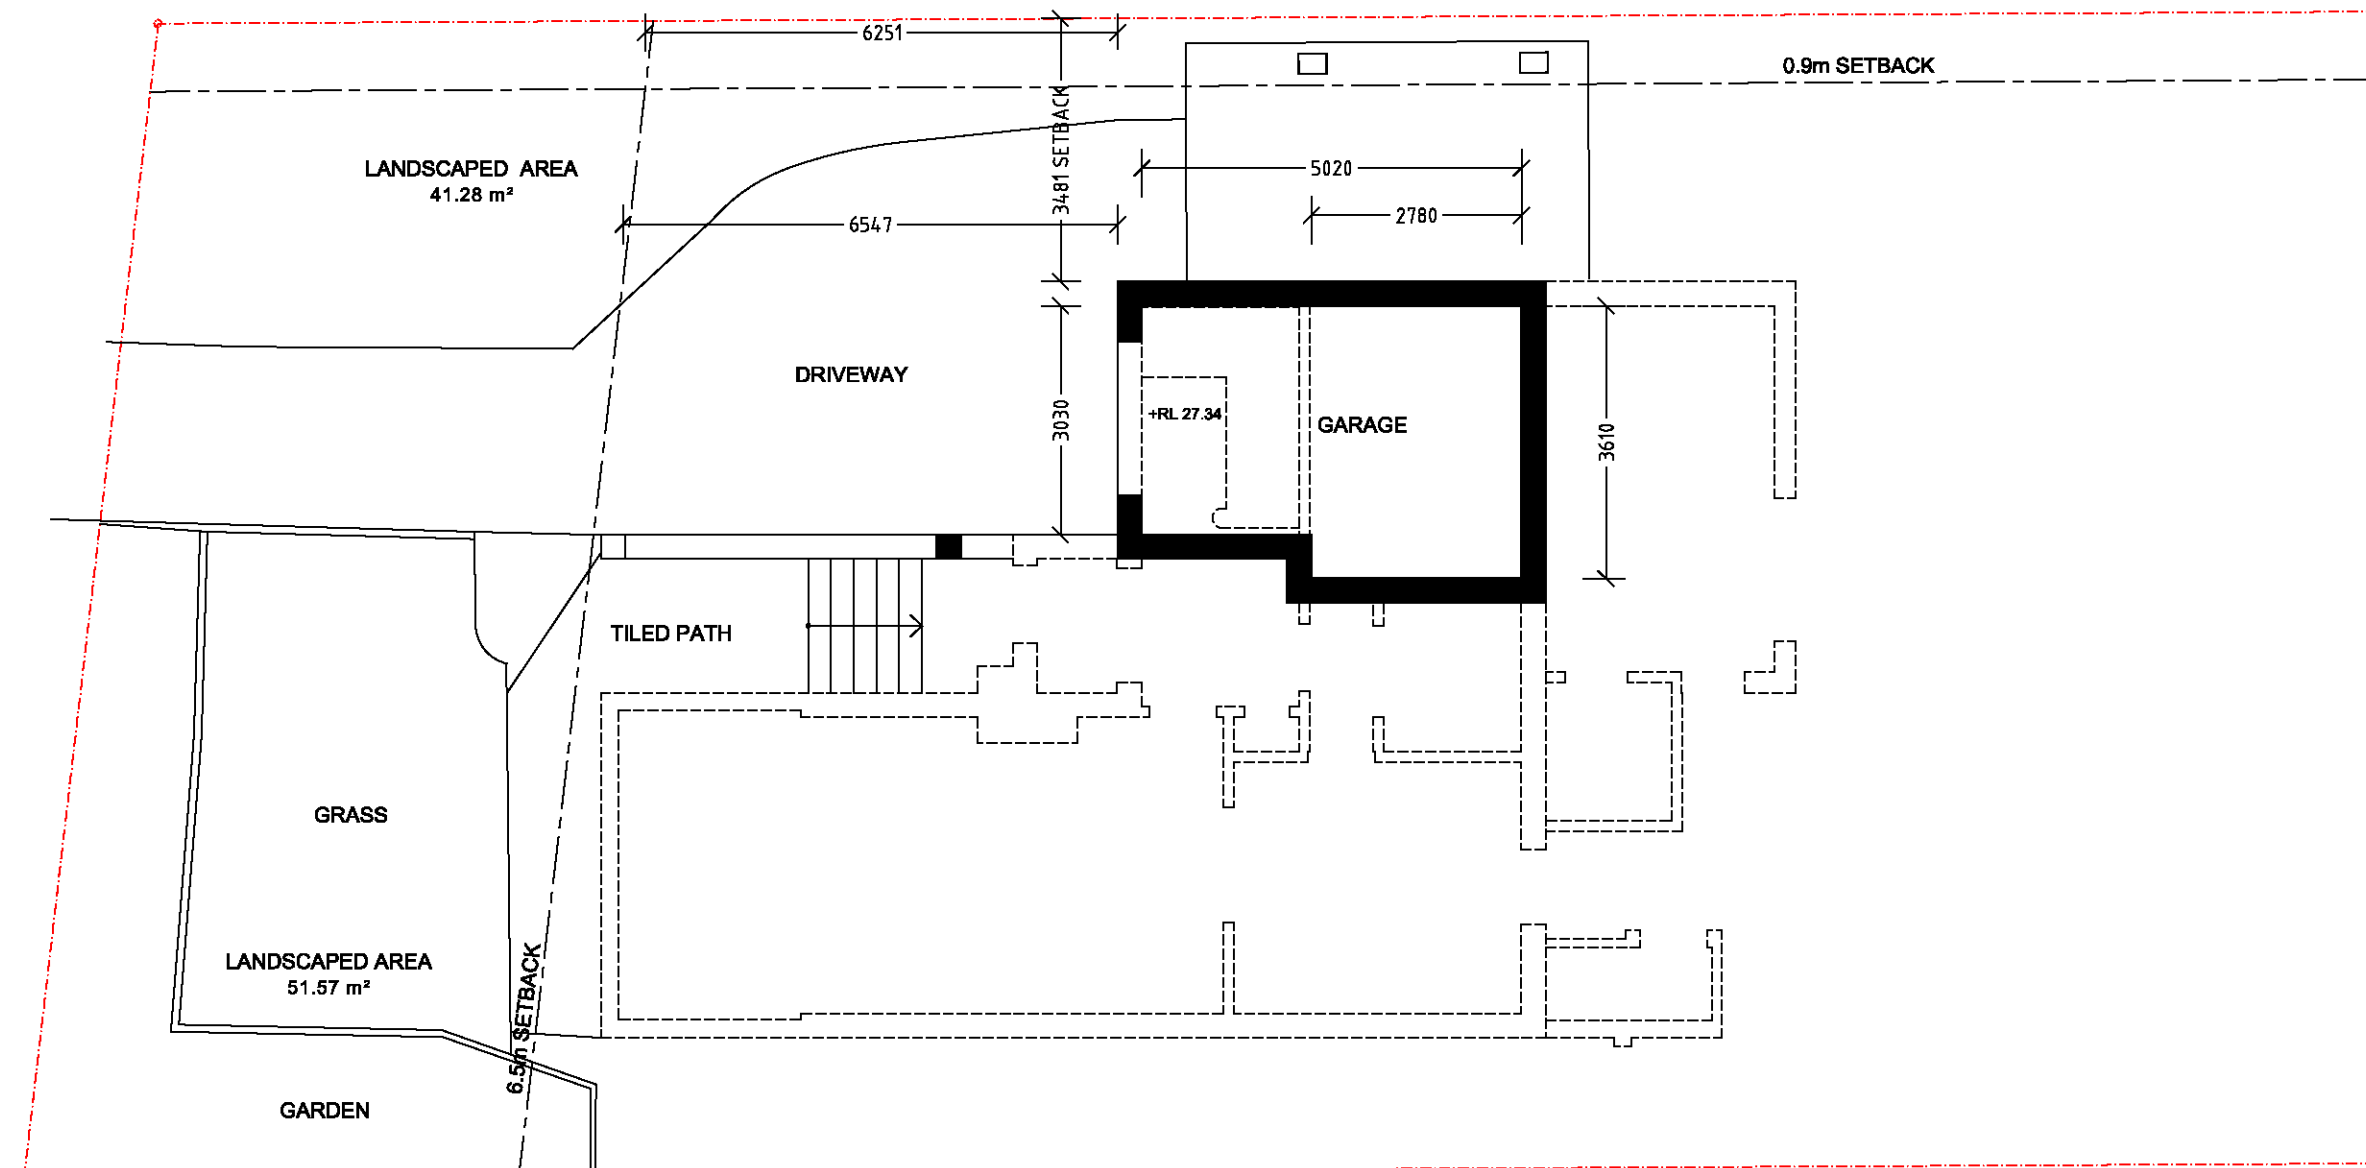 6251
0.9m SETBACK
3481 SETBACK
LANDSCAPED AREA
41.28 m²
5020
2780
6547
DRIVEWAY
+RL 27.34
GARAGE
3030
3610
TILED PATH
GRASS
LANDSCAPED AREA
51.57 m²
6.5m SETBACK
GARDEN